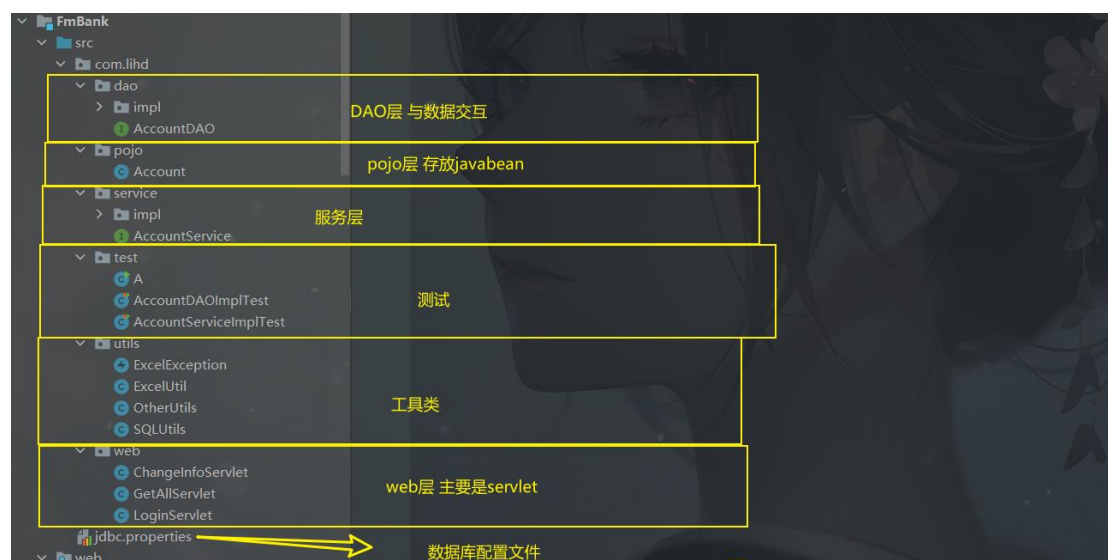 FmBank
src
com.lihd
dao
impl
DAO层 与数据交互
AccountDAO
pojo
Account
pojo层 存放javabean
service
impl
服务层
AccountService
test
A
AccountDAOImplTest
测试
AccountServiceImplTest
utils
ExcelException
ExcelUtil
OtherUtils
工具类
SQLUtils
web
ChangeInfoServlet
GetAllServlet
web层 主要是servlet
LoginServlet
jdbc.properties
数据库配置文件
web